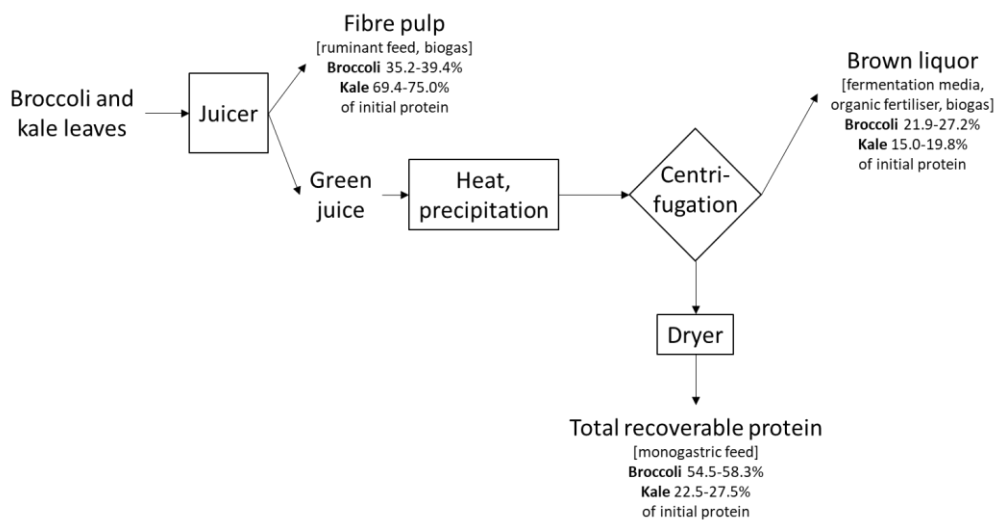 Fibre pulp
[ruminant feed, biogas]
Broccoli 35.2-39.4%
Kale 69.4-75.0%
of initial protein
Broccoli and
kale leaves
Juicer
Green
juice
Heat,
precipitation
Centri-
fugation
Brown liquor
[fermentation media,
organic fertiliser, biogas]
Broccoli 21.9-27.2%
Kale 15.0-19.8%
of initial protein
Dryer
Total recoverable protein
[monogastric feed]
Broccoli 54.5-58.3%
Kale 22.5-27.5%
of initial protein